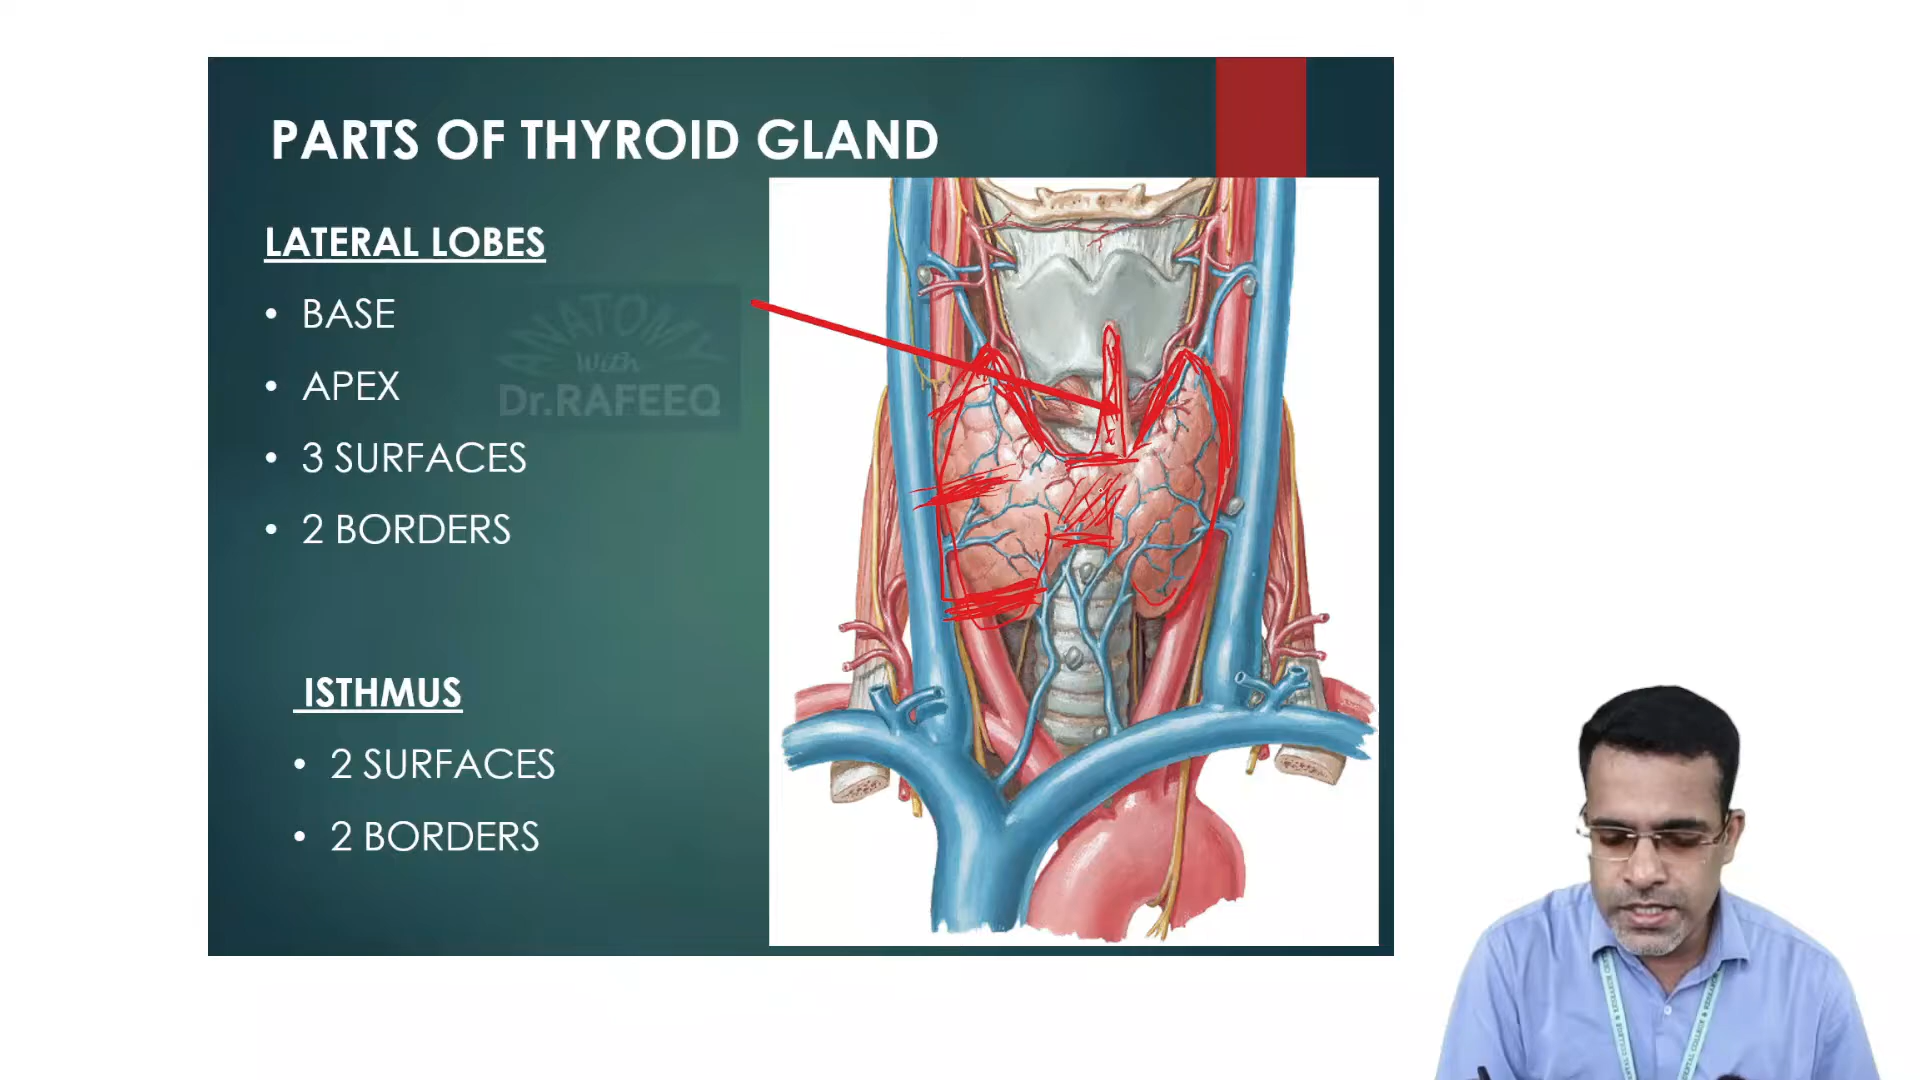 PARTS OF THYROID GLAND
LATERAL LOBES
• BASE
• APEX
• 3 SURFACES
• 2 BORDERS
ANATOMY
With
Dr.RAFEEQ
ISTHMUS
• 2 SURFACES
• 2 BORDERS